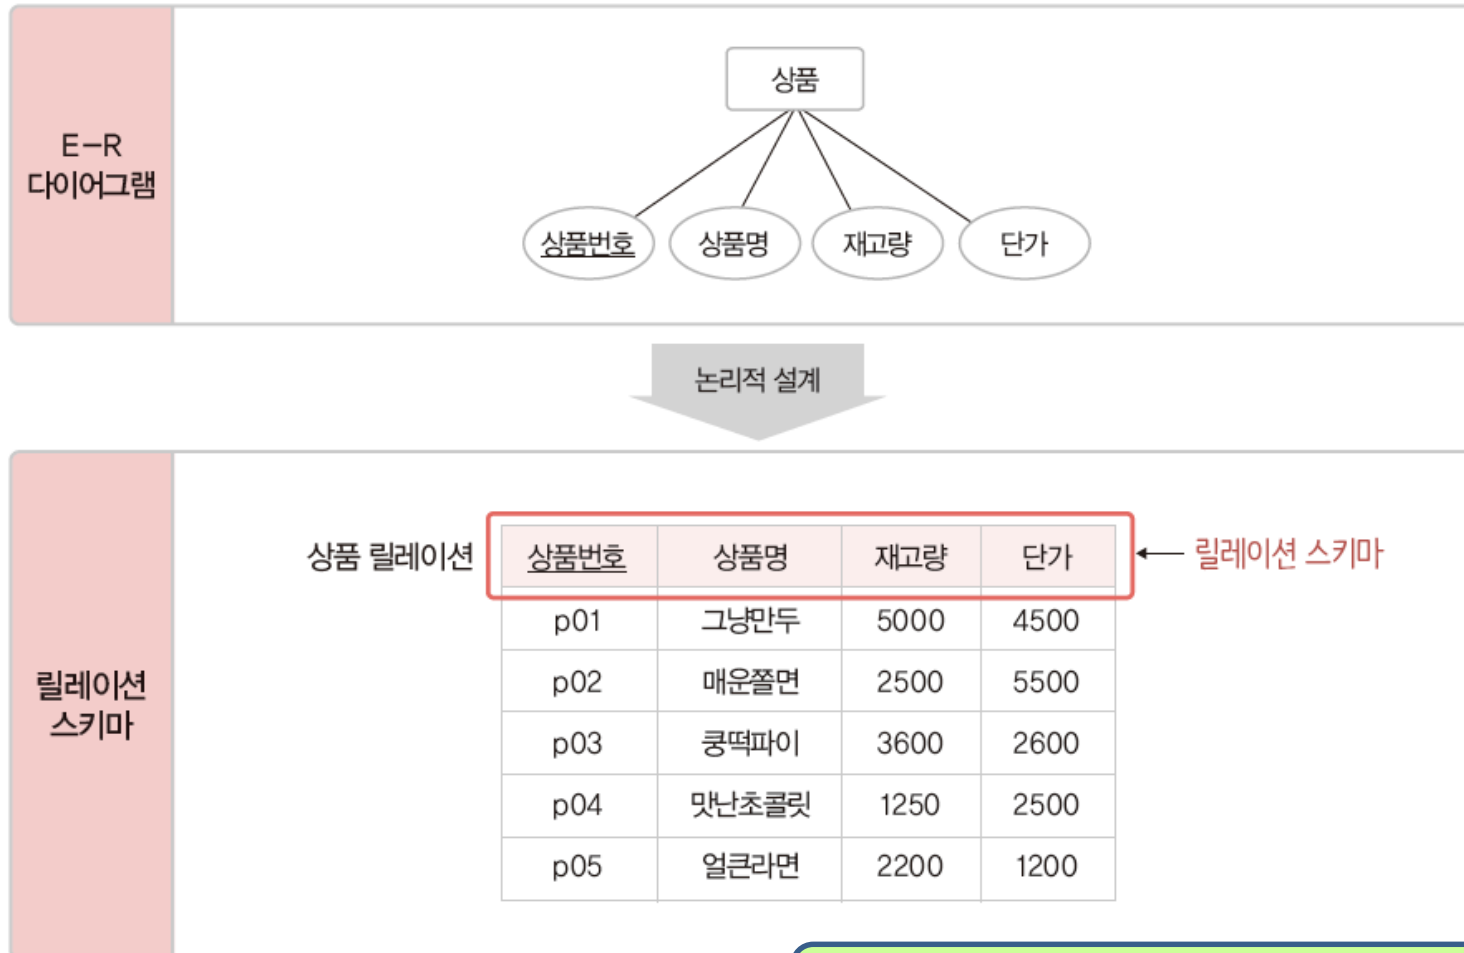 E-R
다이어그램
상품
상품번호 상품명 재고량 단가
논리적 설계
릴레이션
스키마
상품 릴레이션
상품번호 상품명 재고량 단가
릴레이션 스키마
p01 그냥만두 5000 4500
p02 매운쫄면 2500 5500
p03 쿵떡파이 3600 2600
p04 맛난초콜릿 1250 2500
p05 얼큰라면 2200 1200